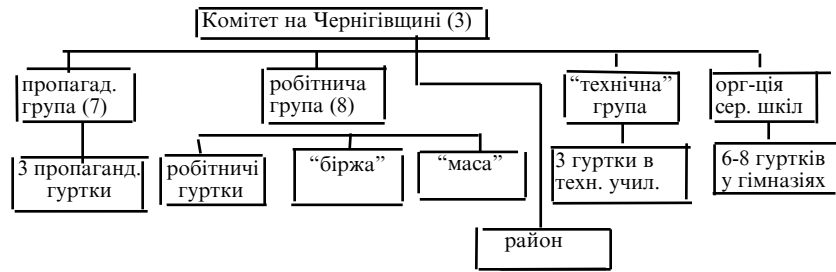 Комітет на Чернігівщині (3)
пропагад.
група (7)
робітнича
група (8)
“технічна”
група
орг-ція
сер. шкіл
3 пропаганд.
гуртки
робітничі
гуртки
“біржа”
“маса”
3 гуртки в
техн. учил.
6-8 гуртків
у гімназіях
район